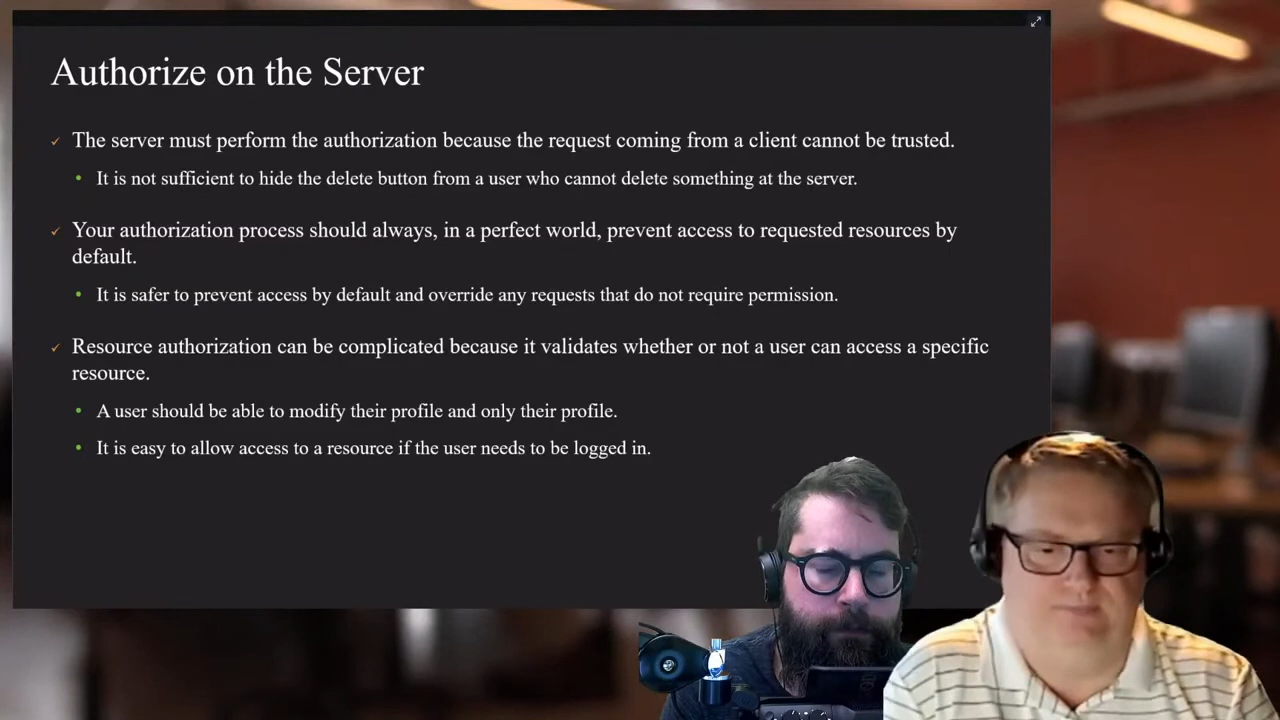 Authorize on the Server
The server must perform the authorization because the request coming from a client cannot be trusted.
It is not sufficient to hide the delete button from a user who cannot delete something at the server.
Your authorization process should always, in a perfect world, prevent access to requested resources by
default.
It is safer to prevent access by default and override any requests that do not require permission.
Resource authorization can be complicated because it validates whether or not a user can access a specific
resource.
A user should be able to modify their profile and only their profile.
It is easy to allow access to a resource if the user needs to be logged in.